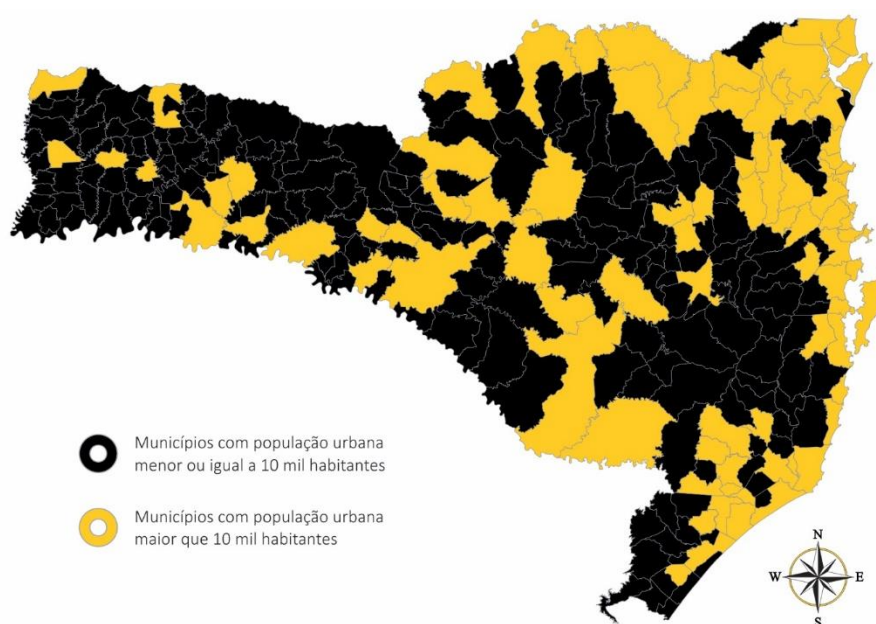 Municípios com população urbana
menor ou igual a 10 mil habitantes
Municípios com população urbana
maior que 10 mil habitantes
N
W E
S